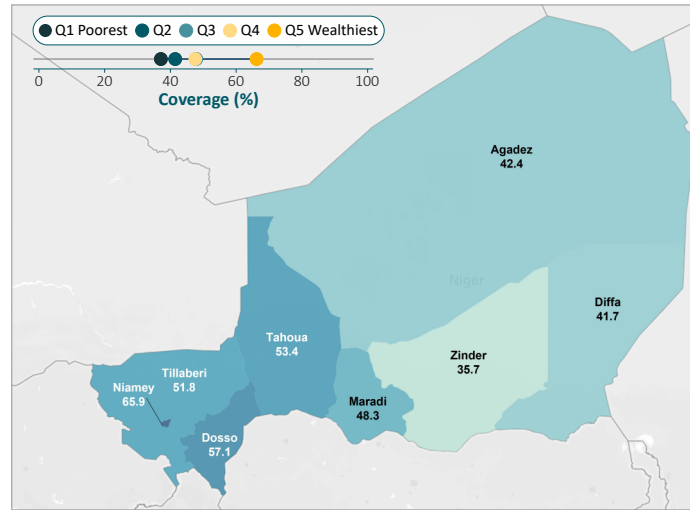 Q1 Poorest Q2 Q3 Q4 Q5 Wealthiest
0 20 40 60 80 100
Coverage (%)
Agadez
42.4
Niger
Diffa
41.7
Tahoua
53.4
Zinder
35.7
Tillaberi
51.8
Niamey
65.9
Maradi
48.3
Dosso
57.1